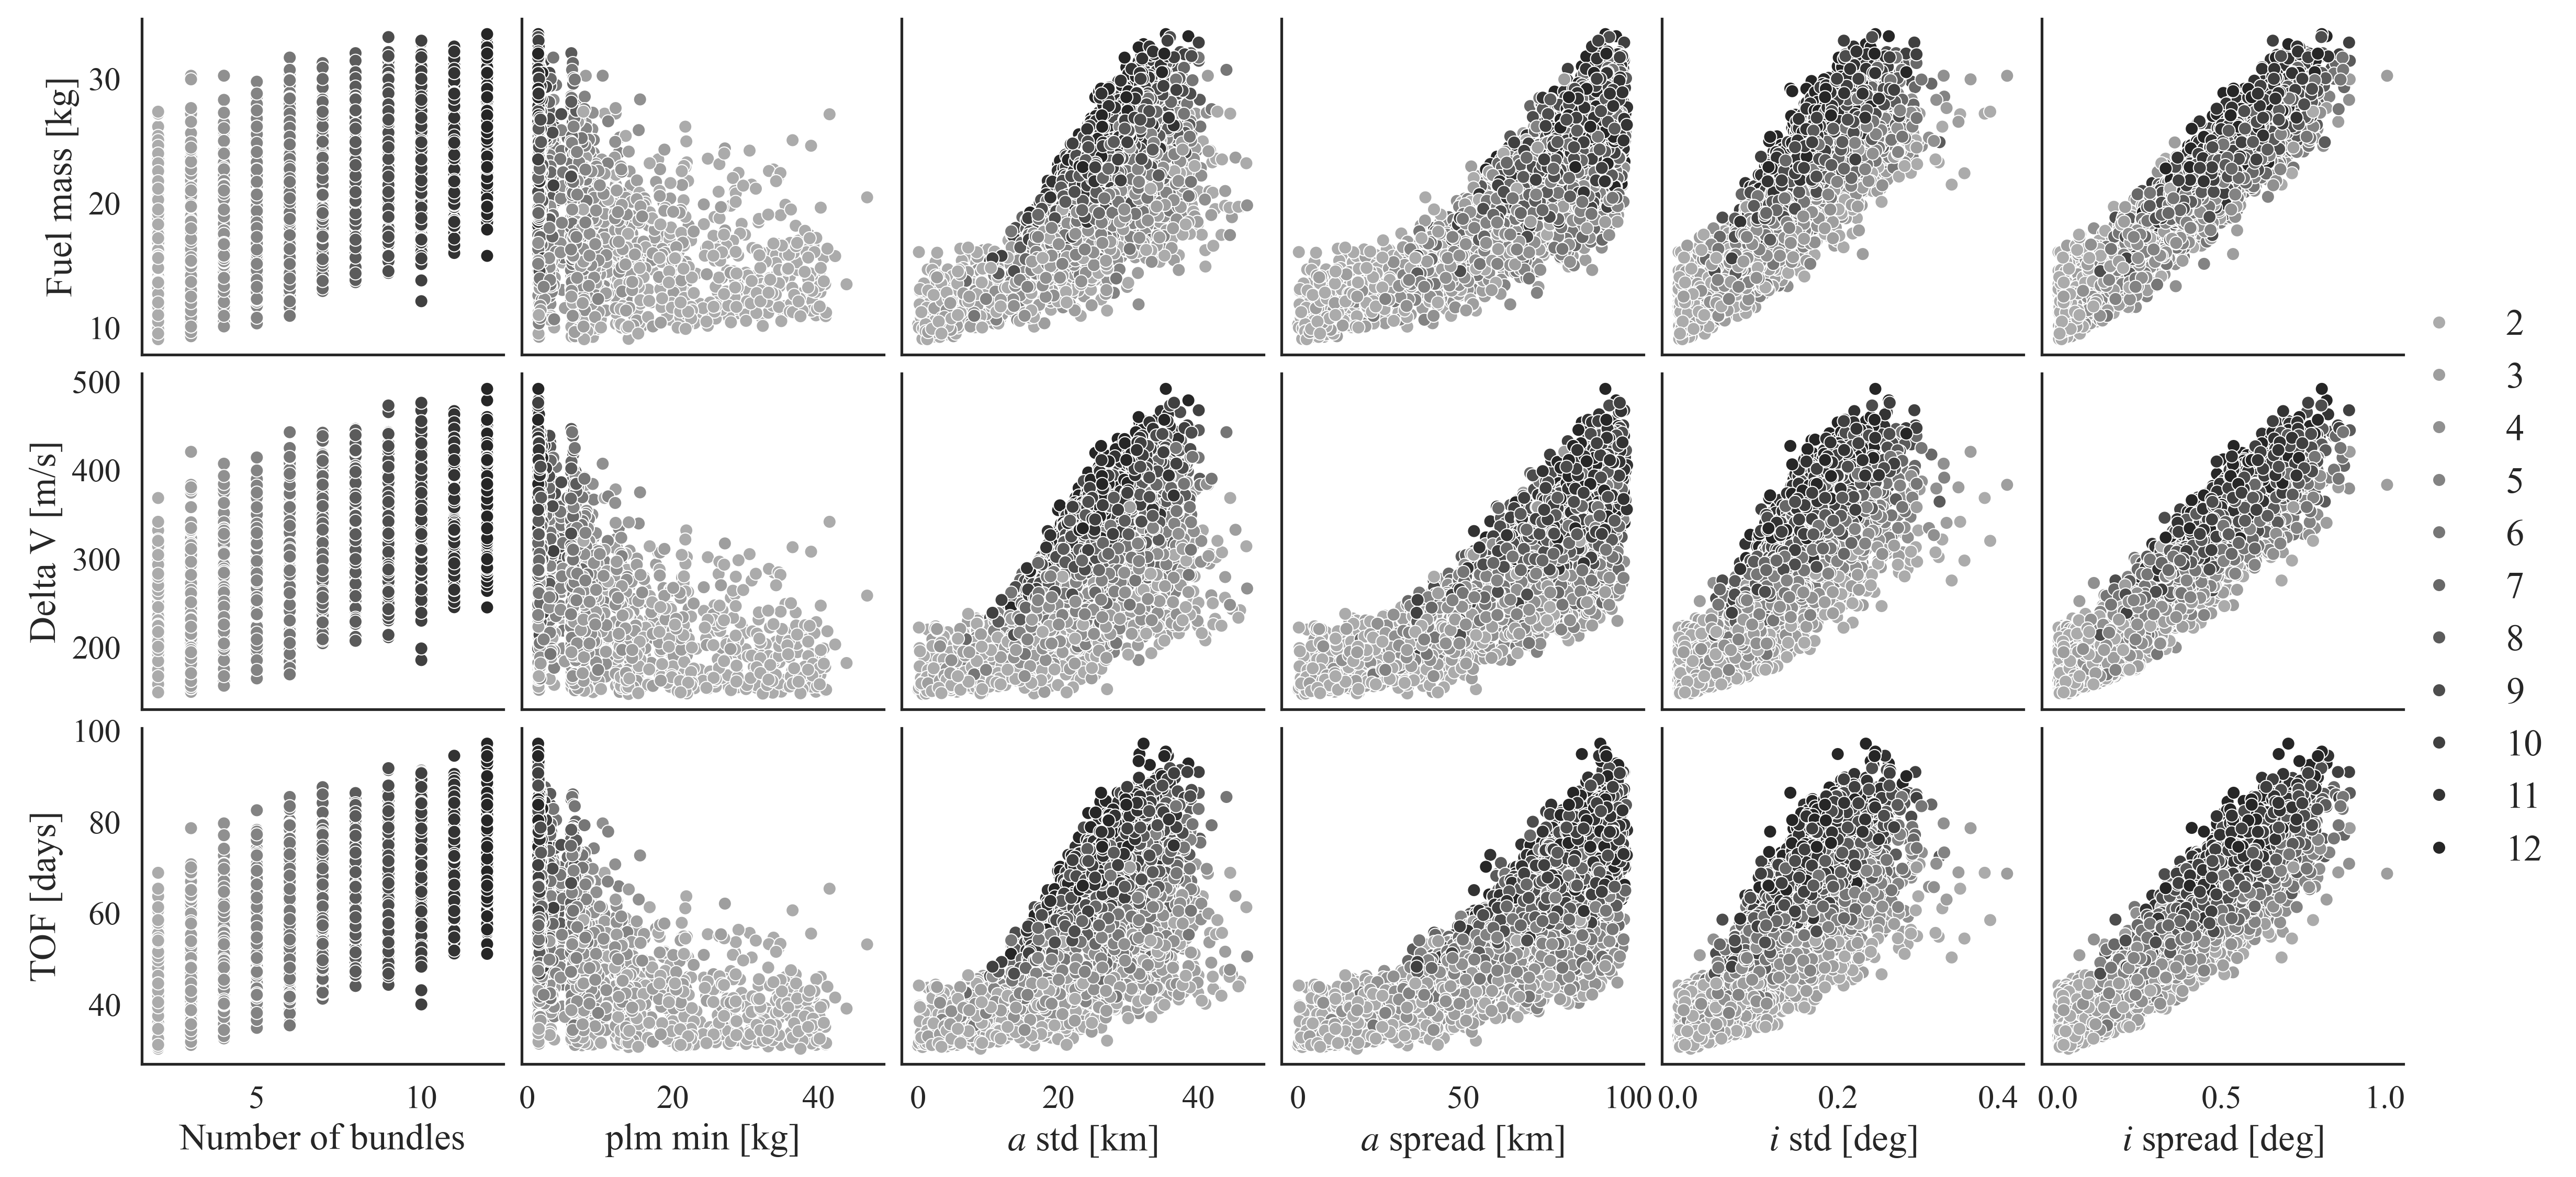 Fuel mass [kg]
30
20
10
Delta V [m/s]
500
400
300
200
TOF [days]
100
80
60
40
5 10
Number of bundles
0 20 40
plm min [kg]
0 20 40
a std [km]
0 50 100
a spread [km]
0.0 0.2 0.4
i std [deg]
0.0 0.5 1.0
i spread [deg]
2
3
4
5
6
7
8
9
10
11
12